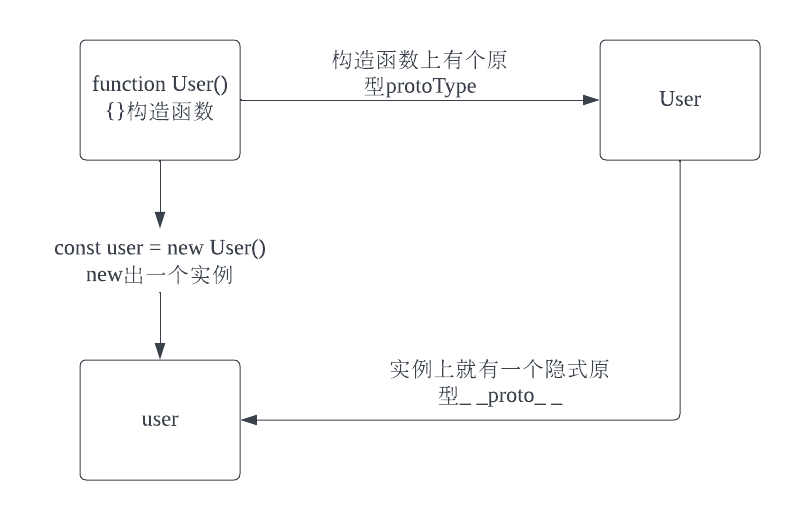 function User()
{}构造函数
构造函数上有个原
型protoType
User
const user = new User()
new出一个实例
实例上就有一个隐式原
型_ _proto_ _
user